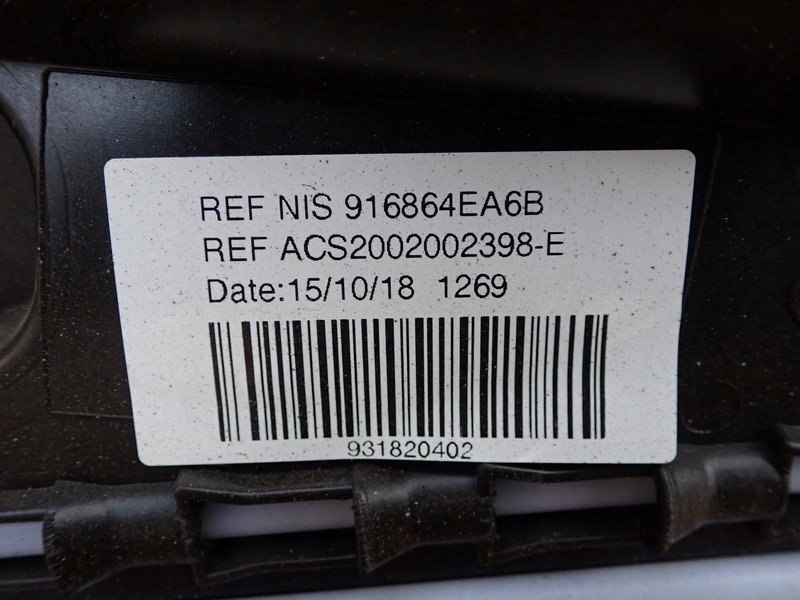 REF NIS 916864EA6B
REF ACS2002002398-E
Date:15/10/18 1269
931820402